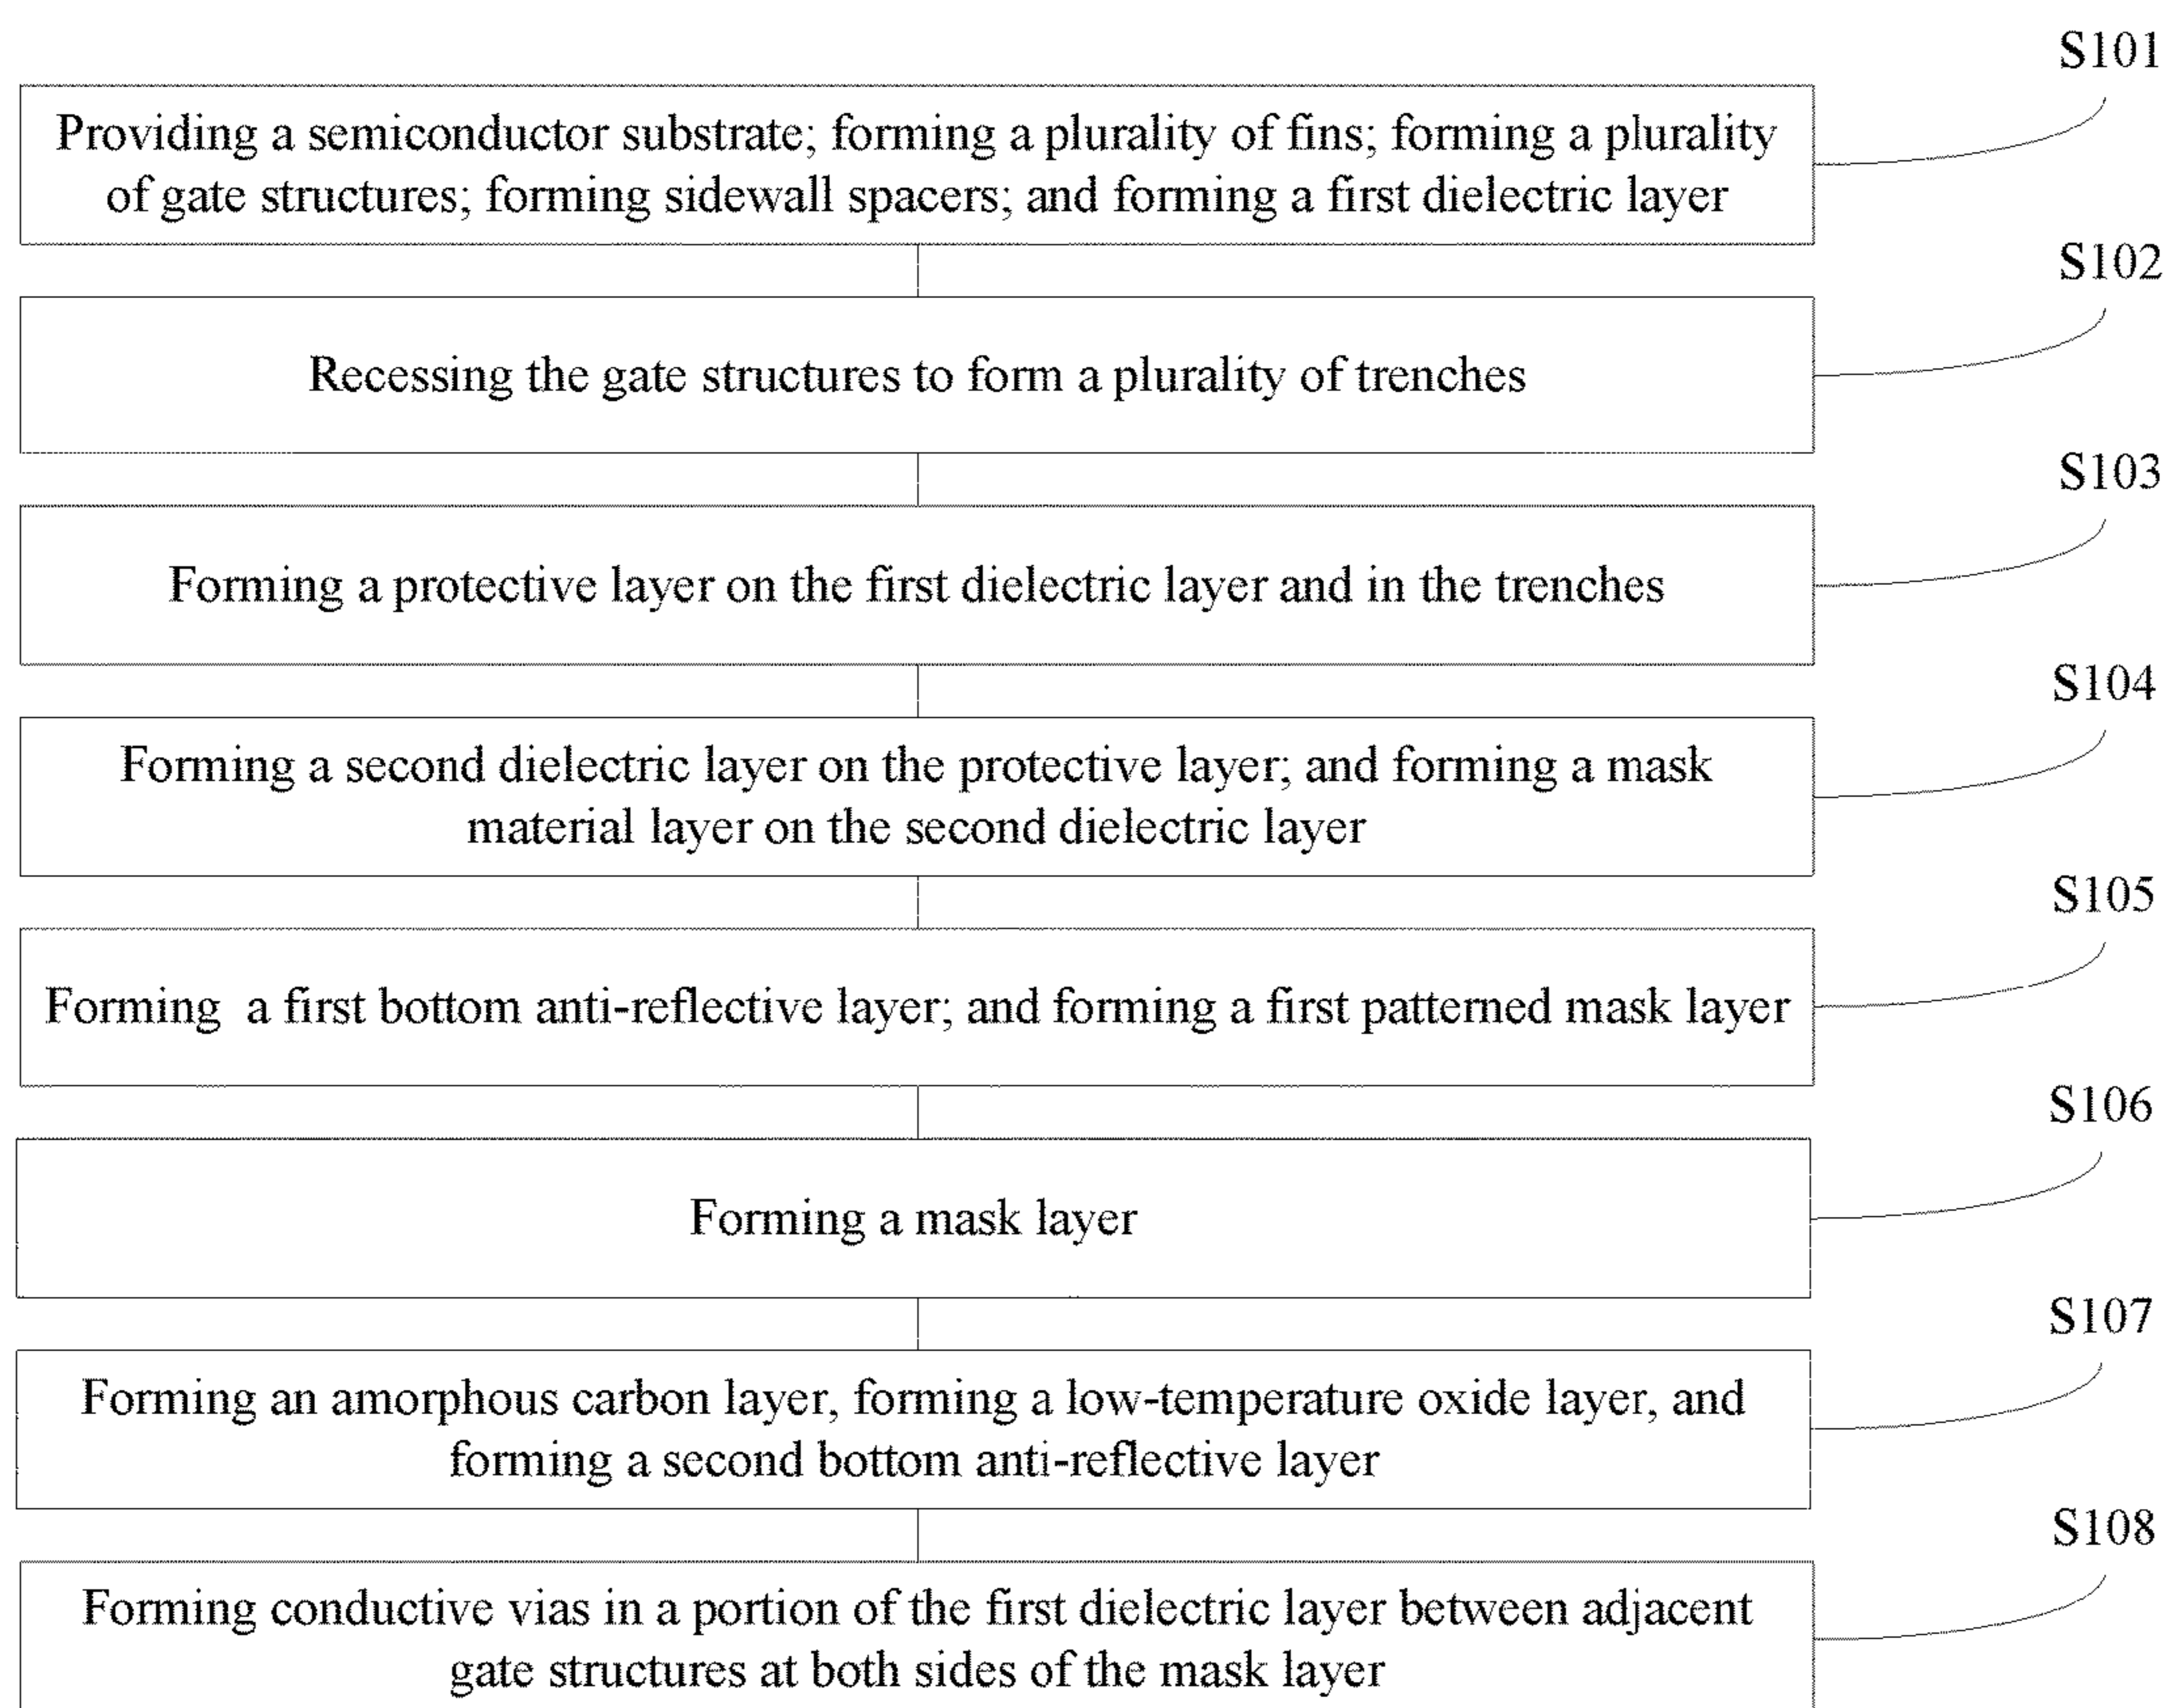 S101
Providing a semiconductor substrate; forming a plurality of fins; forming a plurality
of gate structures; forming sidewall spacers; and forming a first dielectric layer
S102
Recessing the gate structures to form a plurality of trenches
S103
Forming a protective layer on the first dielectric layer and in the trenches
S104
Forming a second dielectric layer on the protective layer; and forming a mask
material layer on the second dielectric layer
S105
Forming a first bottom anti-reflective layer; and forming a first patterned mask layer
S106
Forming a mask layer
S107
Forming an amorphous carbon layer, forming a low-temperature oxide layer, and
forming a second bottom anti-reflective layer
S108
Forming conductive vias in a portion of the first dielectric layer between adjacent
gate structures at both sides of the mask layer